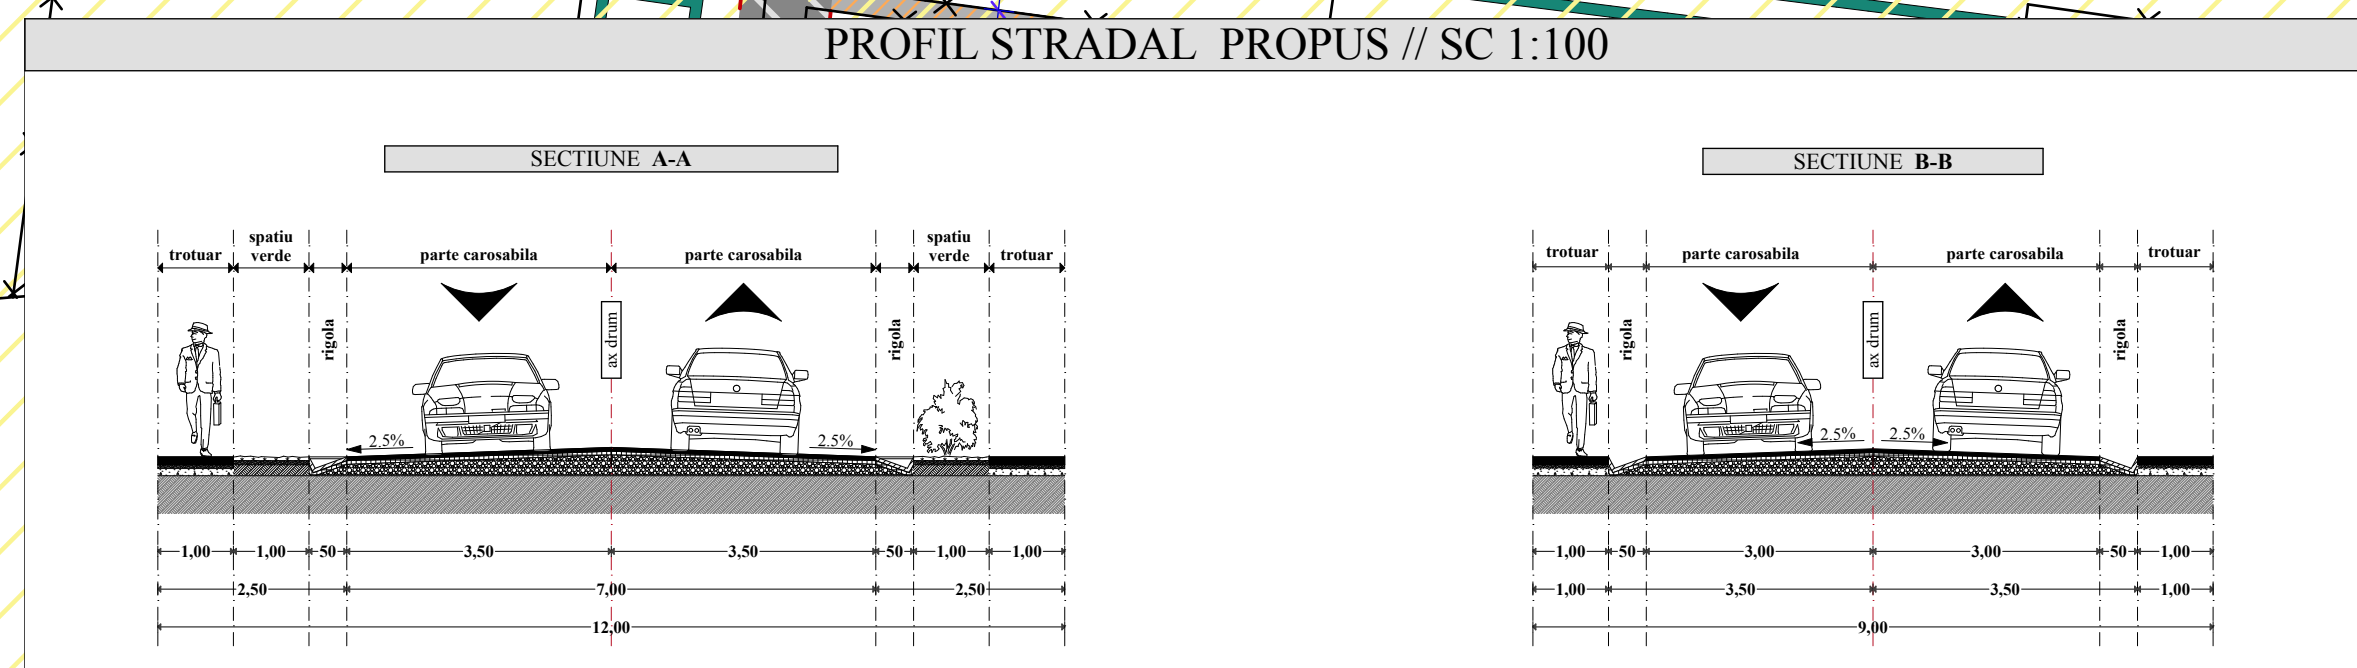 PROFIL STRADAL PROPUS // SC 1:100
SECTIUNE A-A
trotuar
spatiu
verde
rigola
parte carosabila
ax drum
parte carosabila
rigola
spatiu
verde
trotuar
2.5%
2.5%
1,00 1,00 50 3,50 3,50 50 1,00 1,00
2,50 7,00 2,50
12,00
SECTIUNE B-B
trotuar
rigola
parte carosabila
ax drum
parte carosabila
rigola
trotuar
2.5%
2.5%
1,00 50 3,00 3,00 50 1,00
1,00 3,50 3,50 1,00
9,00